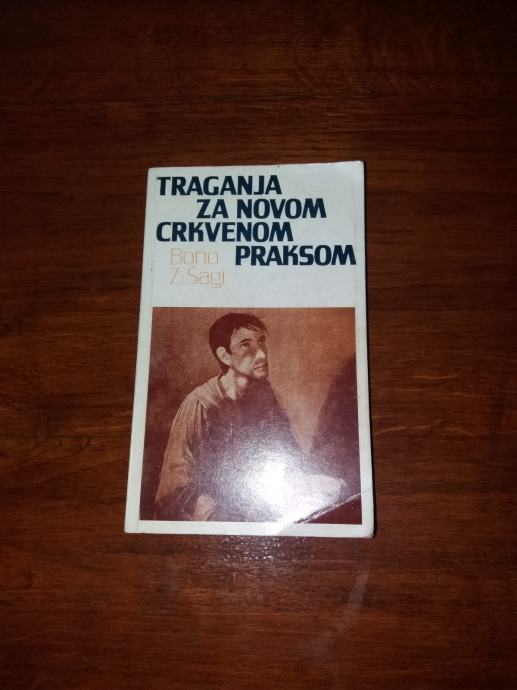 TRAGANJA
ZA NOVOM
CRKVENOM
PRAKSOM
Bono
Z. Šagi